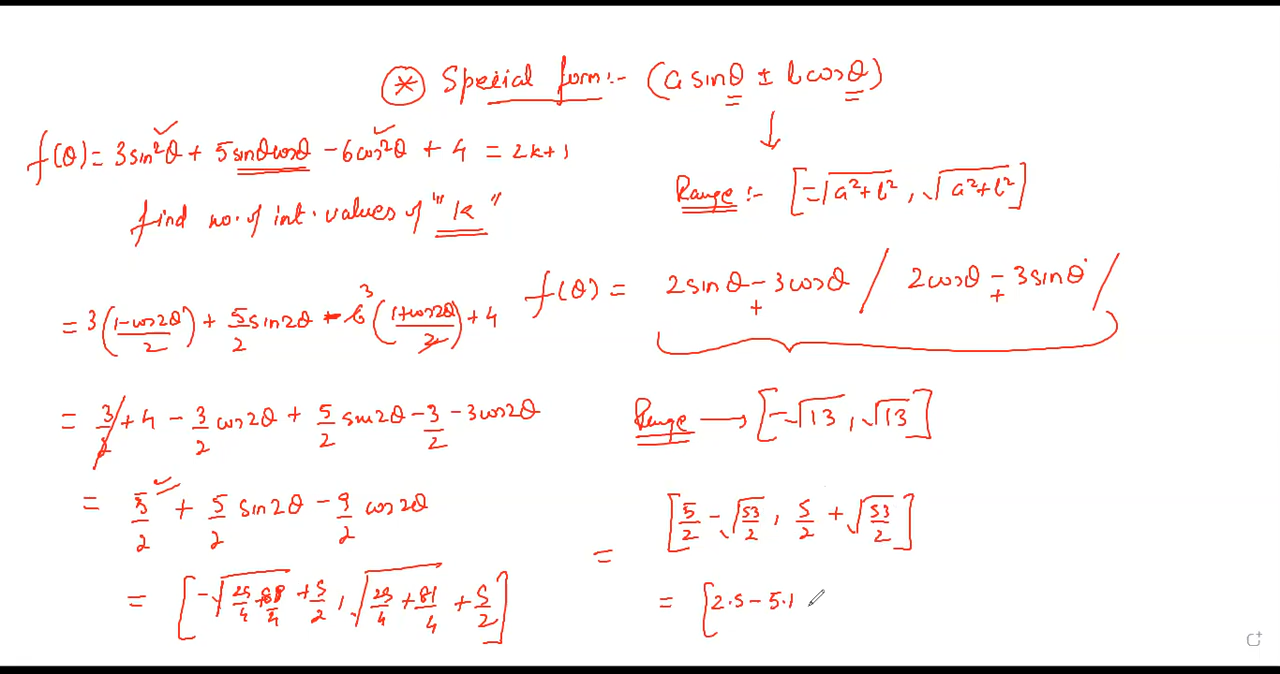 ⊛ Special form:- (a sinθ ± b cosθ)
f(θ) = 3sin²θ + 5sinθcosθ - 6cos²θ + 4 = 2k+1
find no. of int. values of "k"
= 3(1-cos2θ/2) + 5/2 sin2θ - 6 3(1+cos2θ/2) + 4
= 3/2 + 4 - 3/2 cos2θ + 5/2 sin2θ - 3/2 - 3cos2θ
= 5/2 + 5/2 sin2θ - 9/2 cos2θ
= [-√(25/4 + 81/4) + 5/2, √(25/4 + 81/4) + 5/2]
Range :- [-√(a²+b²), √(a²+b²)]
f(θ) = 2sinθ -+ 3cosθ / 2cosθ -+ 3sinθ /
Range → [-√13, √13]
= [5/2 - √(53/2), 5/2 + √(53/2)]
= [2.5 - 5.1